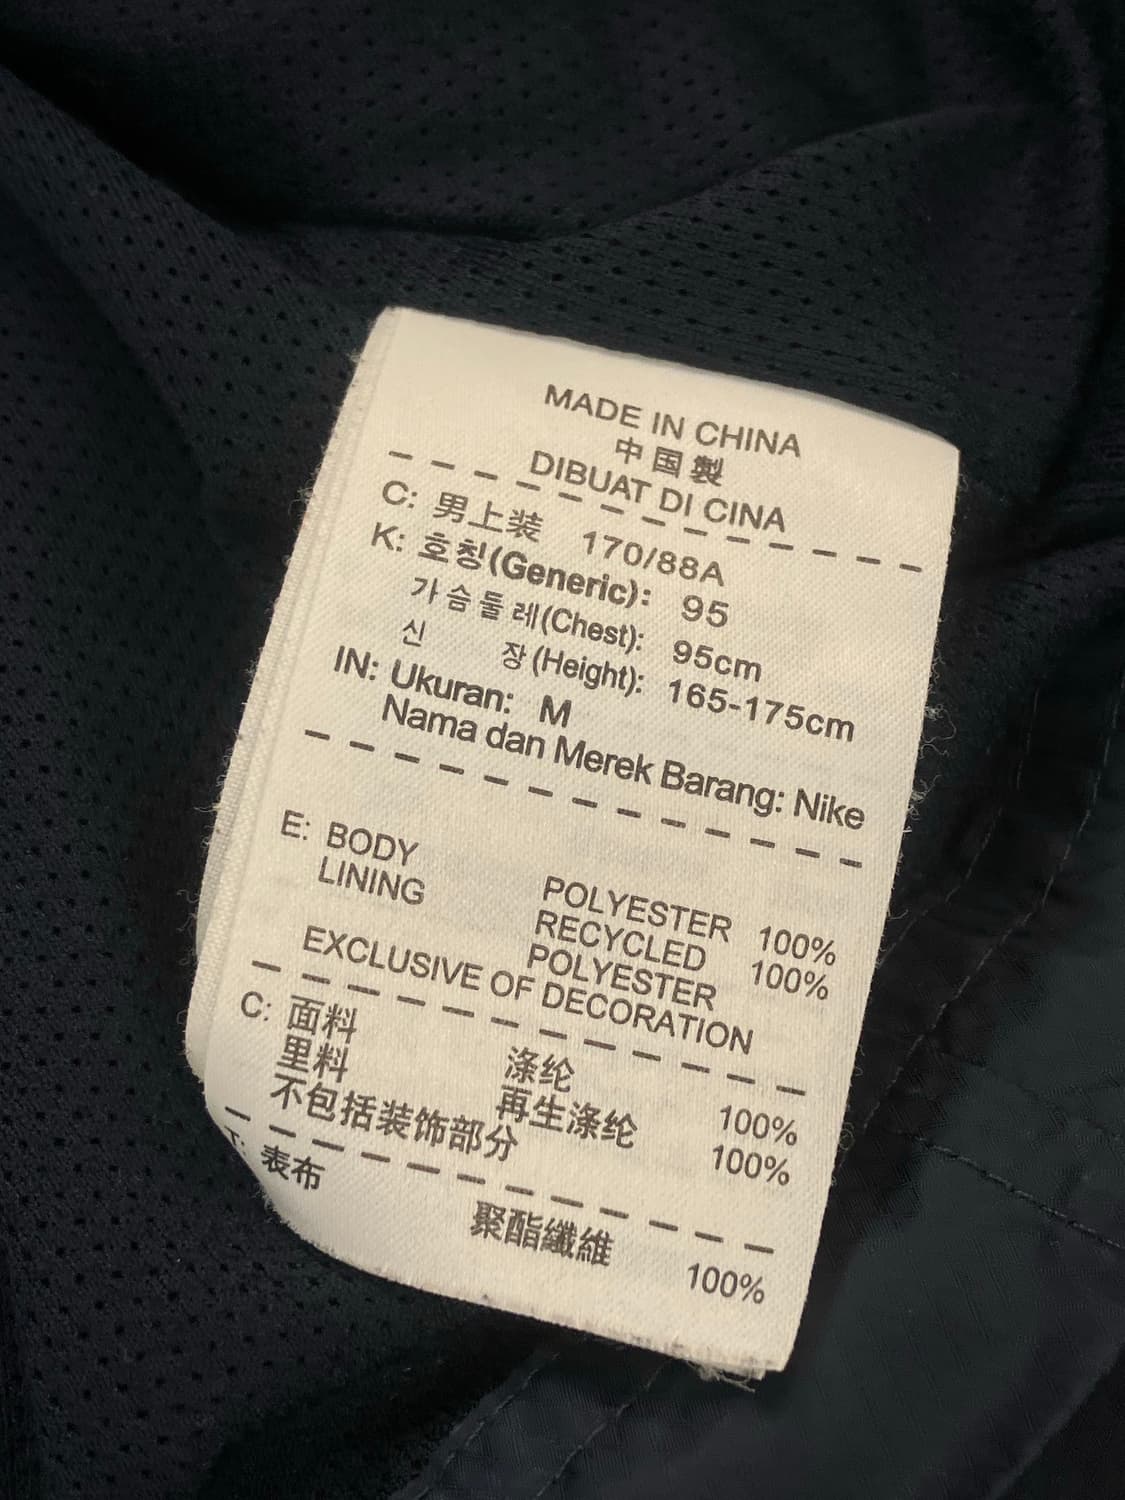 MADE IN CHINA
中国製
DIBUAT DI CINA
C: 男上装 170/88A
K: 호칭(Generic): 95
가슴둘레(Chest): 95cm
신 장(Height): 165-175cm
IN: Ukuran: M
Nama dan Merek Barang: Nike
E: BODY POLYESTER 100%
LINING RECYCLED 100%
POLYESTER
EXCLUSIVE OF DECORATION
C: 面料 涤纶 100%
里料 再生涤纶 100%
不包括装饰部分
T: 表布 聚酯纖維 100%